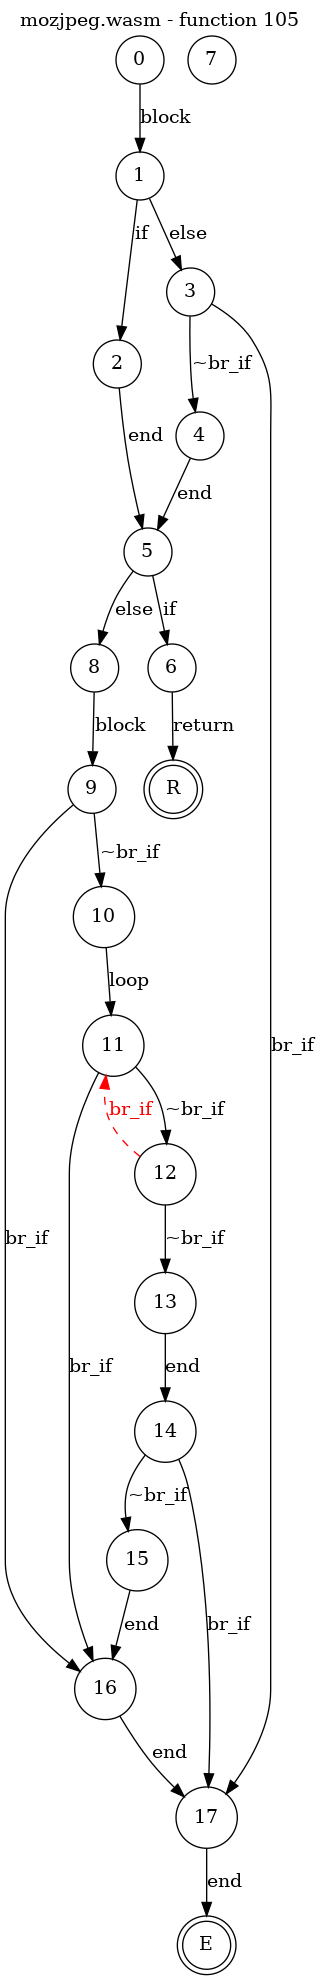 mozjpeg.wasm - function 105
0 7
block
1
if else
3
2 ~br_if
4
end end
5
else if
8 6
block return
9 R
~br_if
10
loop
11
br_if ~br_if
br_if
12
br_if ~br_if
13
br_if end
14
~br_if
15
end br_if
16
end
17
end
E